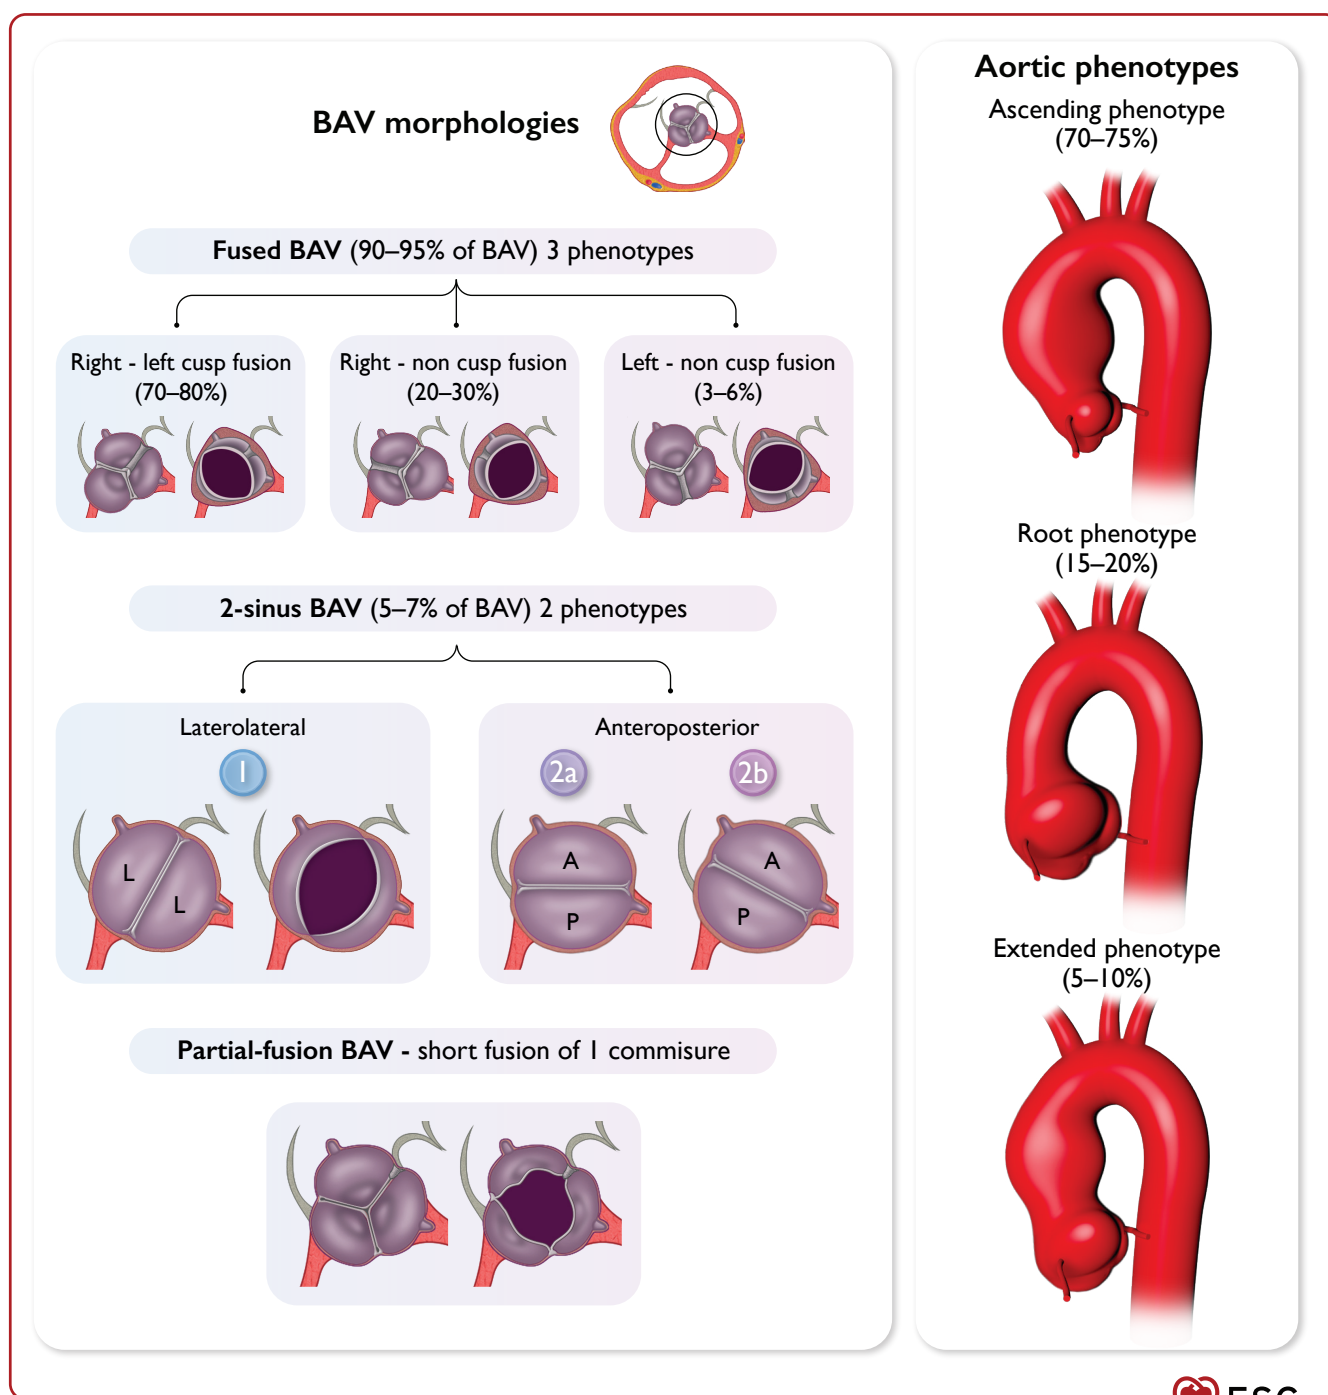 BAV morphologies
Fused BAV (90–95% of BAV) 3 phenotypes
Right - left cusp fusion
(70–80%)
Right - non cusp fusion
(20–30%)
Left - non cusp fusion
(3–6%)
2-sinus BAV (5–7% of BAV) 2 phenotypes
Laterolateral
1
L
L
Anteroposterior
2a
2b
A
P
A
P
Partial-fusion BAV - short fusion of 1 commisure
Aortic phenotypes
Ascending phenotype
(70–75%)
Root phenotype
(15–20%)
Extended phenotype
(5–10%)
ESC